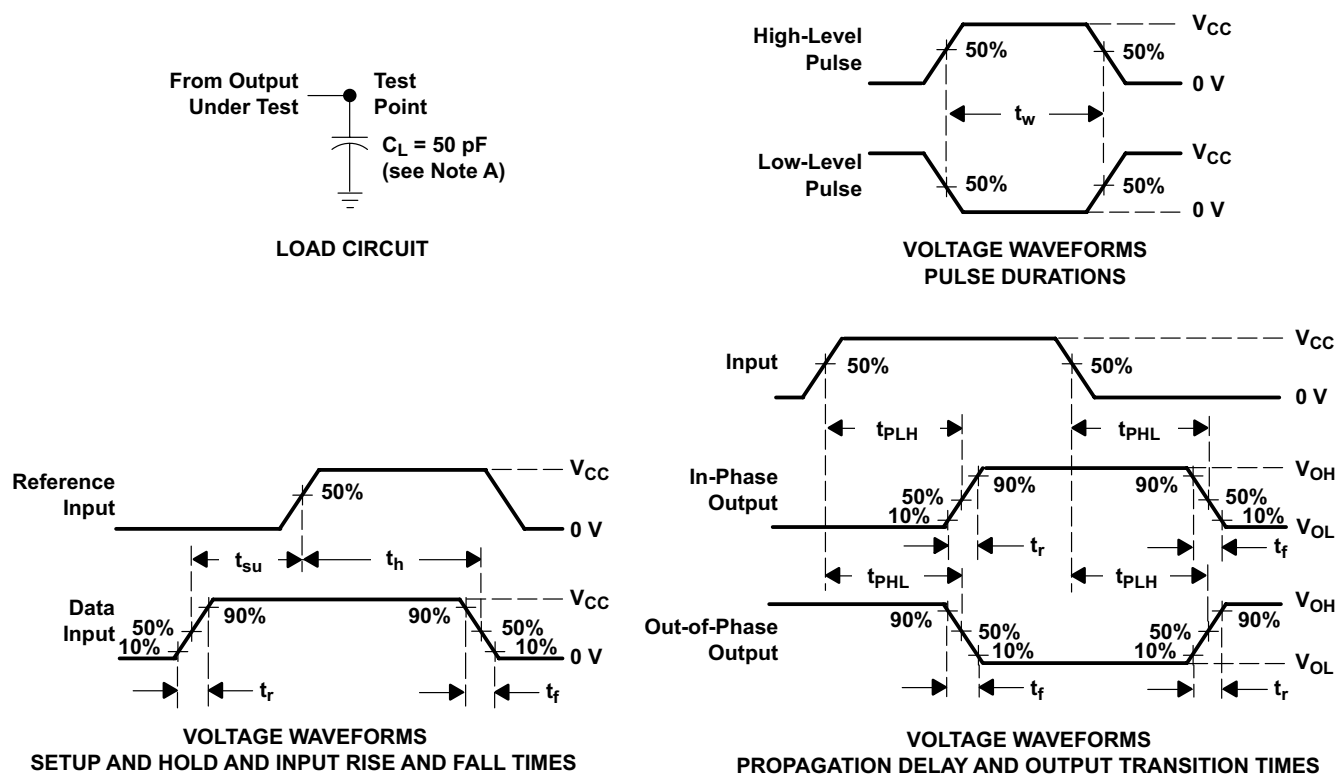 From Output
Under Test
Test
Point
C_L = 50 pF
(see Note A)
LOAD CIRCUIT
High-Level
Pulse
50%
50%
V_CC
0 V
t_w
Low-Level
Pulse
50%
50%
V_CC
0 V
VOLTAGE WAVEFORMS
PULSE DURATIONS
Reference
Input
50%
V_CC
0 V
t_su
t_h
Data
Input
50%
10%
90%
90%
50%
10%
V_CC
0 V
t_r
t_f
VOLTAGE WAVEFORMS
SETUP AND HOLD AND INPUT RISE AND FALL TIMES
Input
50%
50%
V_CC
0 V
t_PLH
t_PHL
In-Phase
Output
50%
10%
90%
90%
50%
10%
V_OH
V_OL
t_r
t_f
t_PHL
t_PLH
Out-of-Phase
Output
90%
50%
10%
50%
10%
90%
V_OH
V_OL
t_f
t_r
VOLTAGE WAVEFORMS
PROPAGATION DELAY AND OUTPUT TRANSITION TIMES